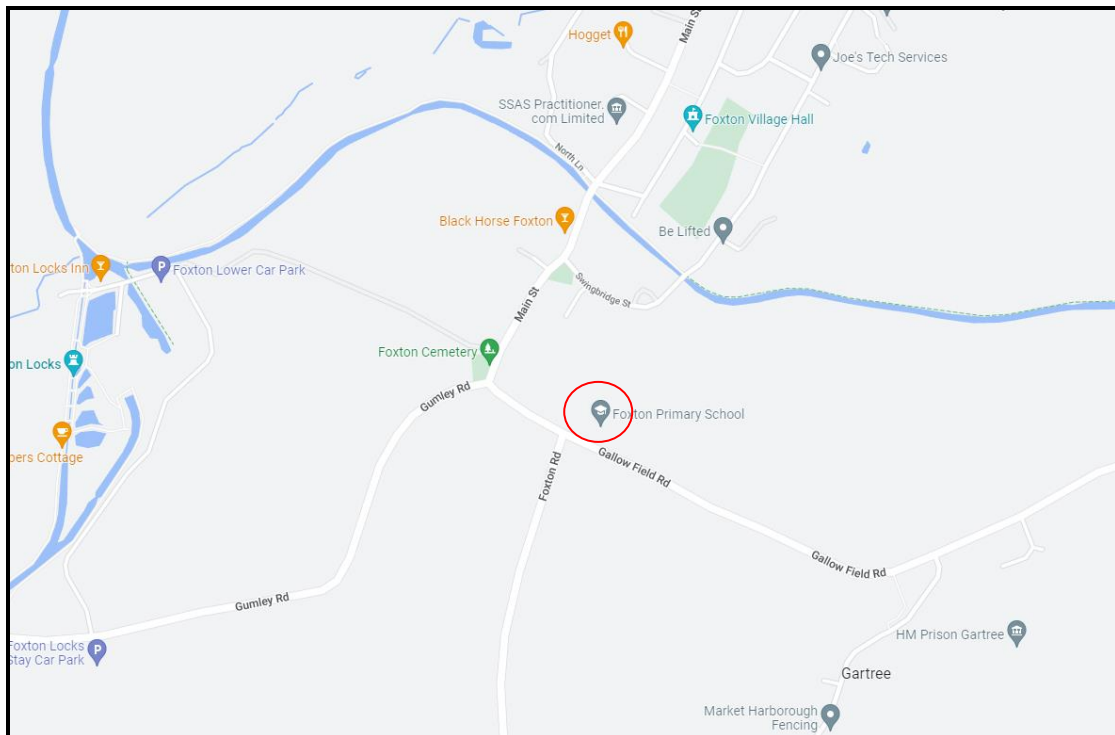 Main St
Hogget
Joe's Tech Services
SSAS Practitioner.
com Limited
Foxton Village Hall
North Ln
Black Horse Foxton
Be Lifted
ton Locks Inn
Foxton Lower Car Park
Swingbridge St
Main St
Foxton Cemetery
on Locks
Gumley Rd
Foxton Primary School
pers Cottage
Foxton Rd
Gallow Field Rd
Gallow Field Rd
Gumley Rd
HM Prison Gartree
Foxton Locks
Stay Car Park
Gartree
Market Harborough
Fencing